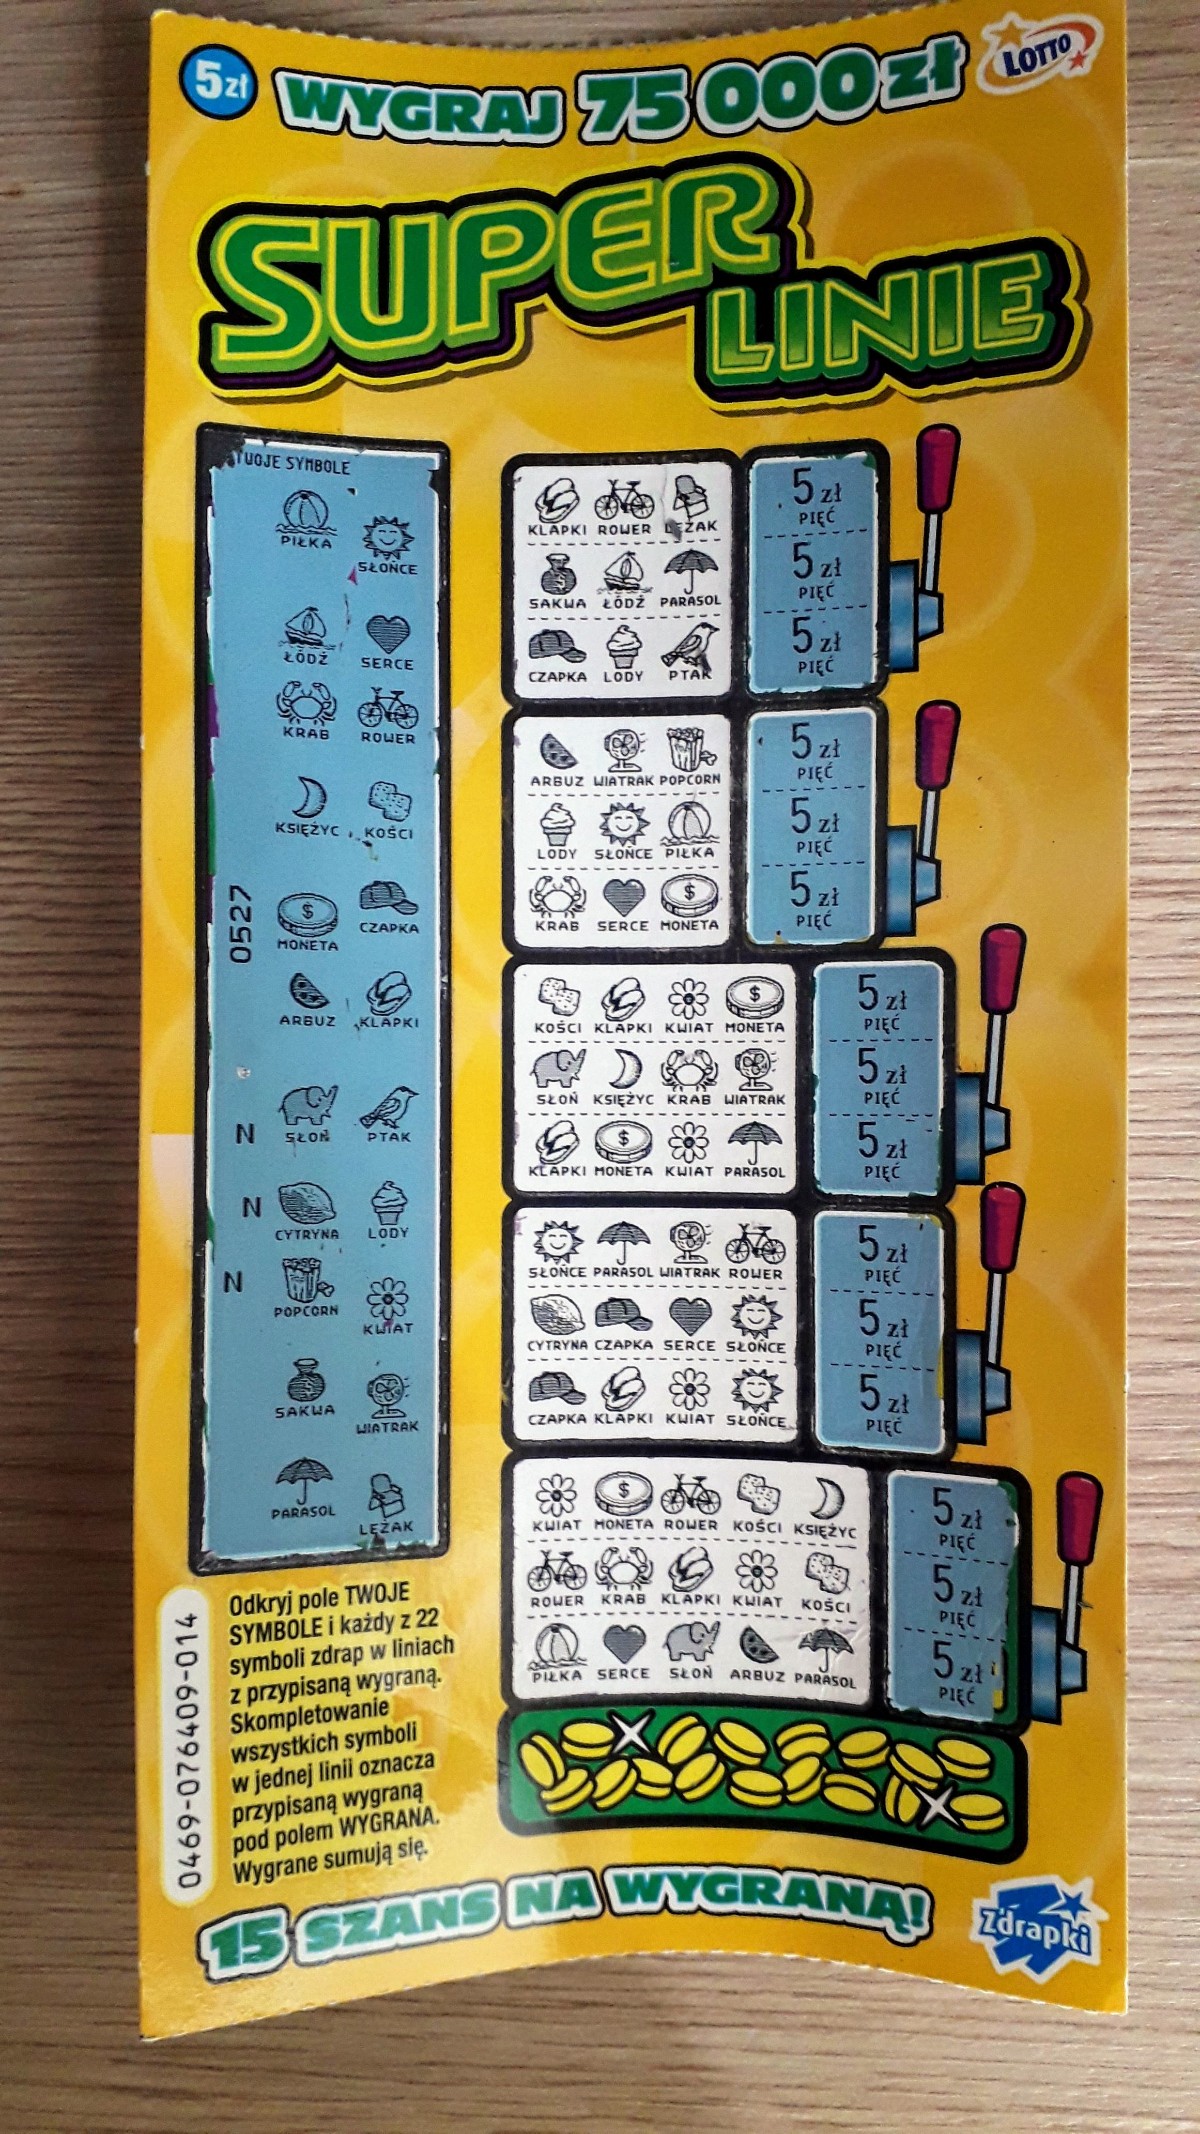 5zł
WYGRAJ 75 000 zł
LOTTO
SUPER
LINIE
TWOJE SYMBOLE
PIŁKA SŁOŃCE
ŁÓDŹ SERCE
KRAB ROWER
KSIĘŻYC KOŚCI
MONETA CZAPKA
0527
ARBUZ KLAPKI
SŁOŃ PTAK
N
CYTRYNA LODY
N
POPCORN KWIAT
N
SAKWA WIATRAK
PARASOL LEŻAK
KLAPKI ROWER LEŻAK
5 zł
PIĘĆ
SAKWA ŁÓDŹ PARASOL
5 zł
PIĘĆ
CZAPKA LODY PTAK
5 zł
PIĘĆ
ARBUZ WIATRAK POPCORN
5 zł
PIĘĆ
LODY SŁOŃCE PIŁKA
5 zł
PIĘĆ
KRAB SERCE MONETA
5 zł
PIĘĆ
KOŚCI KLAPKI KWIAT MONETA
5 zł
PIĘĆ
SŁOŃ KSIĘŻYC KRAB WIATRAK
5 zł
PIĘĆ
KLAPKI MONETA KWIAT PARASOL
5 zł
PIĘĆ
SŁOŃCE PARASOL WIATRAK ROWER
5 zł
PIĘĆ
CYTRYNA CZAPKA SERCE SŁOŃCE
5 zł
PIĘĆ
CZAPKA KLAPKI KWIAT SŁOŃCE
5 zł
PIĘĆ
KWIAT MONETA ROWER KOŚCI KSIĘŻYC
5 zł
PIĘĆ
ROWER KRAB KLAPKI KWIAT KOŚCI
5 zł
PIĘĆ
PIŁKA SERCE SŁOŃ ARBUZ PARASOL
5 zł
PIĘĆ
0469-076409-014
Odkryj pole TWOJE
SYMBOLE i każdy z 22
symboli zdrap w liniach
z przypisaną wygraną.
Skompletowanie
wszystkich symboli
w jednej linii oznacza
przypisaną wygraną
pod polem WYGRANA.
Wygrane sumują się.
15 SZANS NA WYGRANĄ!
Zdrapki